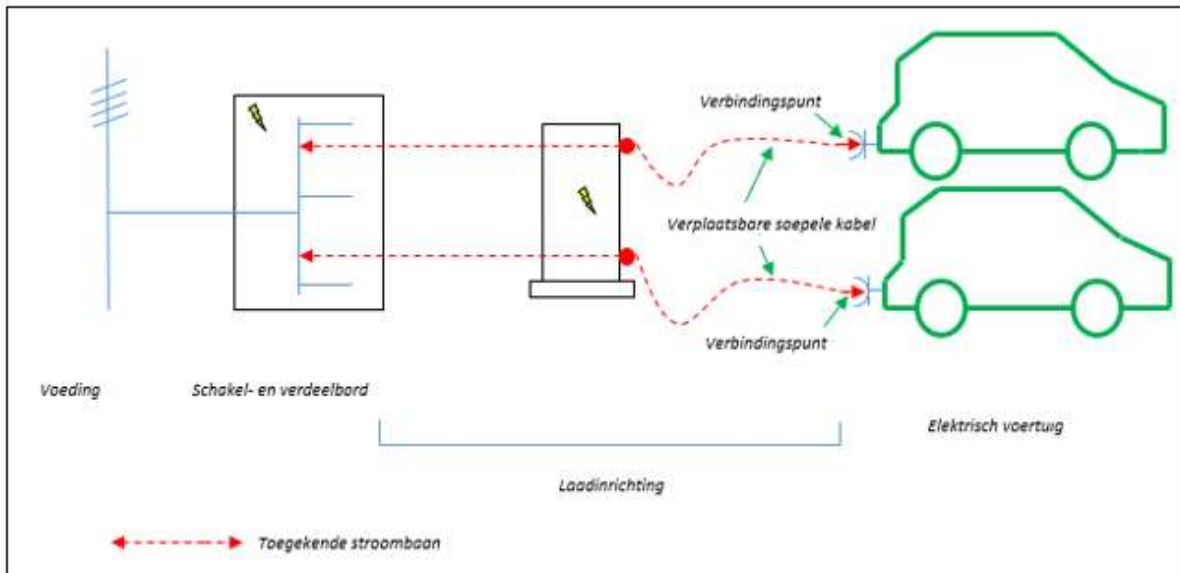 Verbindingspunt
Verplaatsbare soepele kabel
Verbindingspunt
Voeding
Schakel- en verdeelbord
Elektrisch voertuig
Laadinrichting
Toegekende stroombaan